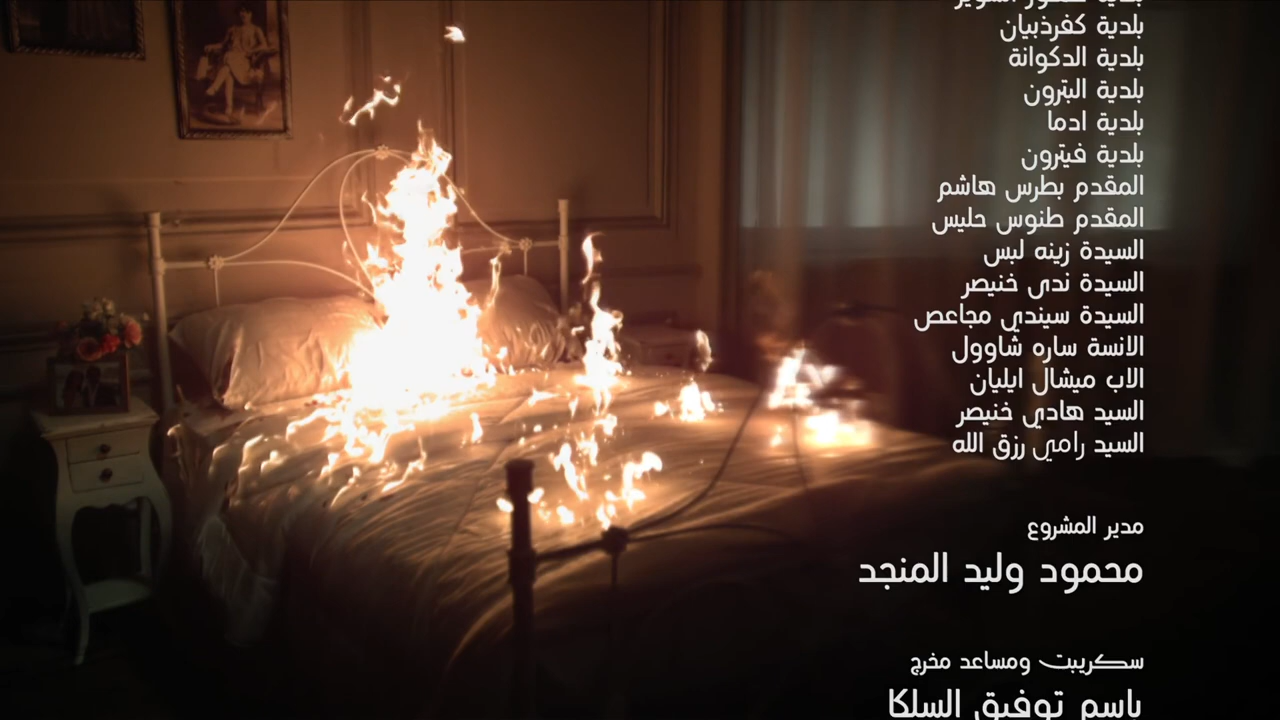 بلدية كفرذبيان
بلدية الدكوانة
بلدية البترون
بلدية ادما
بلدية فيترون
المقدم بطرس هاشم
المقدم طنوس حليس
السيدة زينه لبس
السيدة ندى خنيصر
السيدة سيندي مجاعص
الانسة ساره شاوول
الاب ميشال ايليان
السيد هادي خنيصر
السيد رامي رزق الله
مدير المشروع
محمود وليد المنجد
سكريبت ومساعد مخرج
باسم توفيق السلكا